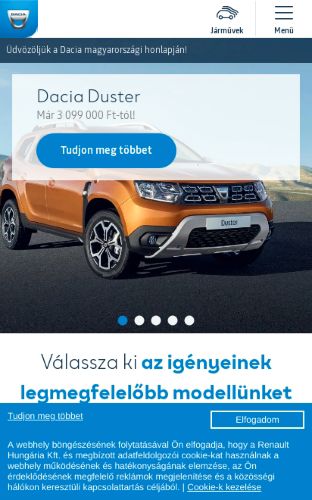 DACIA
Járművek
Menü
Üdvözöljük a Dacia magyarországi honlapján!
Dacia Duster
Már 3 099 000 Ft-tól!
Tudjon meg többet
Duster
Válassza ki az igényeinek
legmegfelelőbb modellünket
Tudjon meg többet
Elfogadom
A webhely böngészésének folytatásával Ön elfogadja, hogy a Renault
Hungária Kft. és megbízott adatfeldolgozói cookie-kat használnak a
webhely működésének és hatékonyságának elemzése, az Ön
érdeklődésének megfelelő reklámok megjelenítése és a közösségi
hálókon keresztüli kapcsolattartás céljából. | Cookie-k kezelése